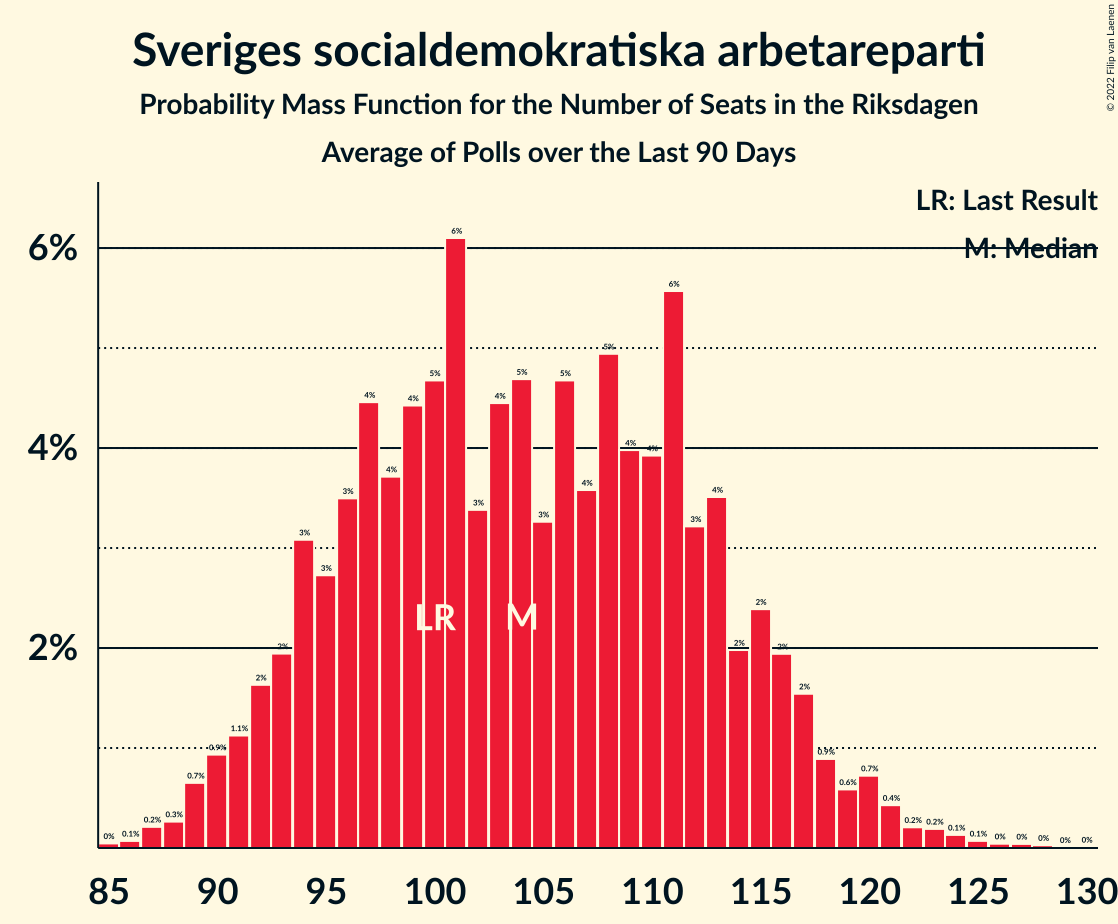 Sveriges socialdemokratiska arbetareparti
Probability Mass Function for the Number of Seats in the Riksdagen
Average of Polls over the Last 90 Days
© 2022 Filip van Laenen
LR: Last Result
M: Median
6%
4%
2%
0% 0.1% 0.2% 0.3% 0.7% 0.9% 1.1% 2% 2% 3% 3% 3% 4% 4% 4% 5% 6% 3% 4% 5% 3% 5% 4% 5% 4% 4% 6% 3% 4% 2% 2% 2% 2% 0.9% 0.6% 0.7% 0.4% 0.2% 0.2% 0.1% 0.1% 0% 0% 0% 0% 0%
LR M
85 90 95 100 105 110 115 120 125 130